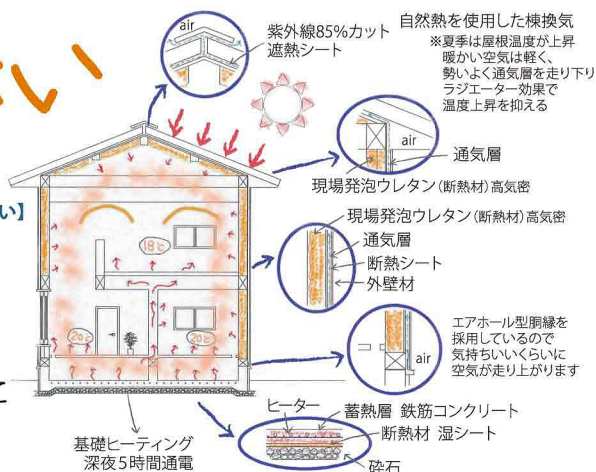 さい
air
紫外線85%カット
遮熱シート
自然熱を使用した棟換気
※夏季は屋根温度が上昇
暖かい空気は軽く、
勢いよく通気層を走り下り
ラジエーター効果で
温度上昇を抑える
air
通気層
現場発泡ウレタン(断熱材)高気密
い】
現場発泡ウレタン(断熱材)高気密
通気層
断熱シート
外壁材
18℃
20℃
20℃
エアホール型胴縁を
採用しているので
気持ちいいくらいに
空気が走り上がります
air
て
ヒーター
蓄熱層 鉄筋コンクリート
断熱材 湿シート
砕石
基礎ヒーティング
深夜5時間通電